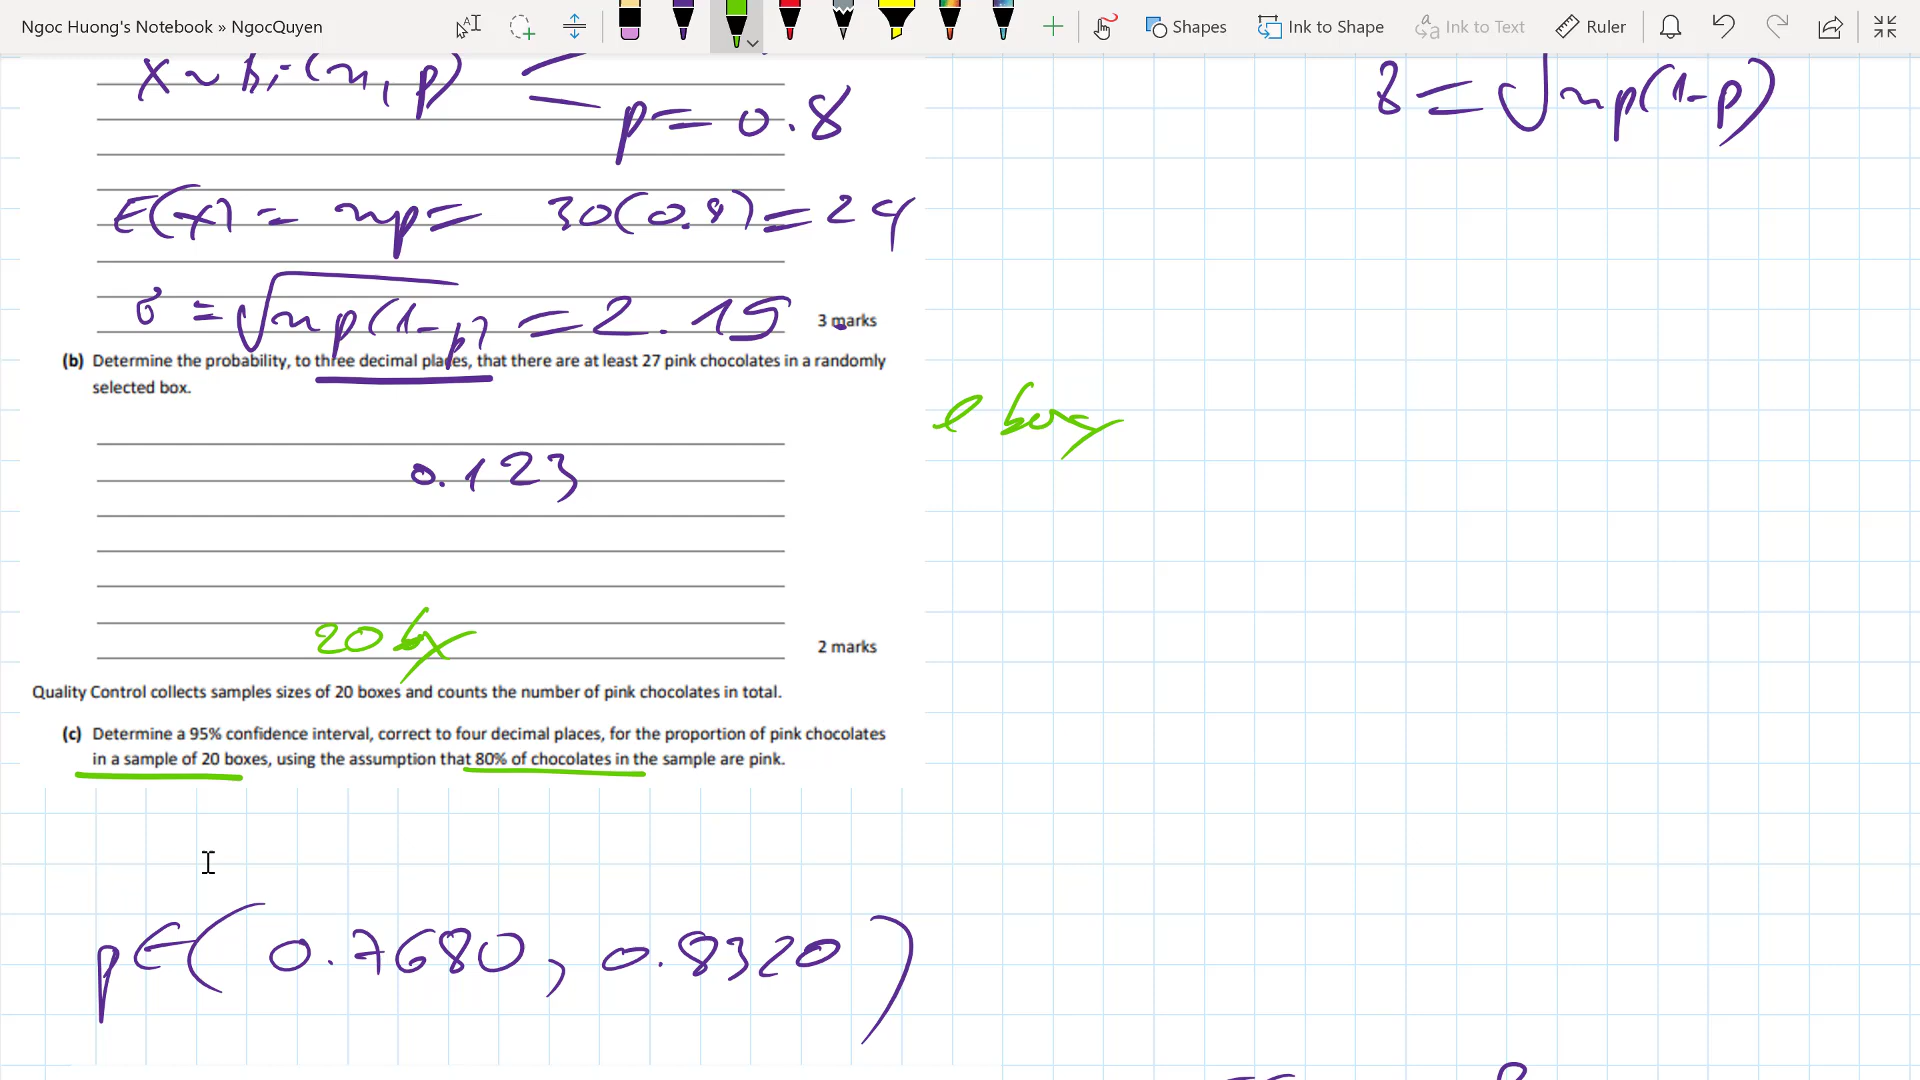 Ngoc Huong's Notebook » NgocQuyen
Shapes
Ink to Shape
Ink to Text
Ruler
X ~ bi(n, p)
p = 0.8
8 = √np(1-p)
E(x) = np = 30(0.8) = 24
σ = √np(1-p) = 2.19
3 marks
(b) Determine the probability, to three decimal places, that there are at least 27 pink chocolates in a randomly
selected box.
box
0.123
20 bx
2 marks
Quality Control collects samples sizes of 20 boxes and counts the number of pink chocolates in total.
(c) Determine a 95% confidence interval, correct to four decimal places, for the proportion of pink chocolates
in a sample of 20 boxes, using the assumption that 80% of chocolates in the sample are pink.
p∈(0.7680, 0.8320)